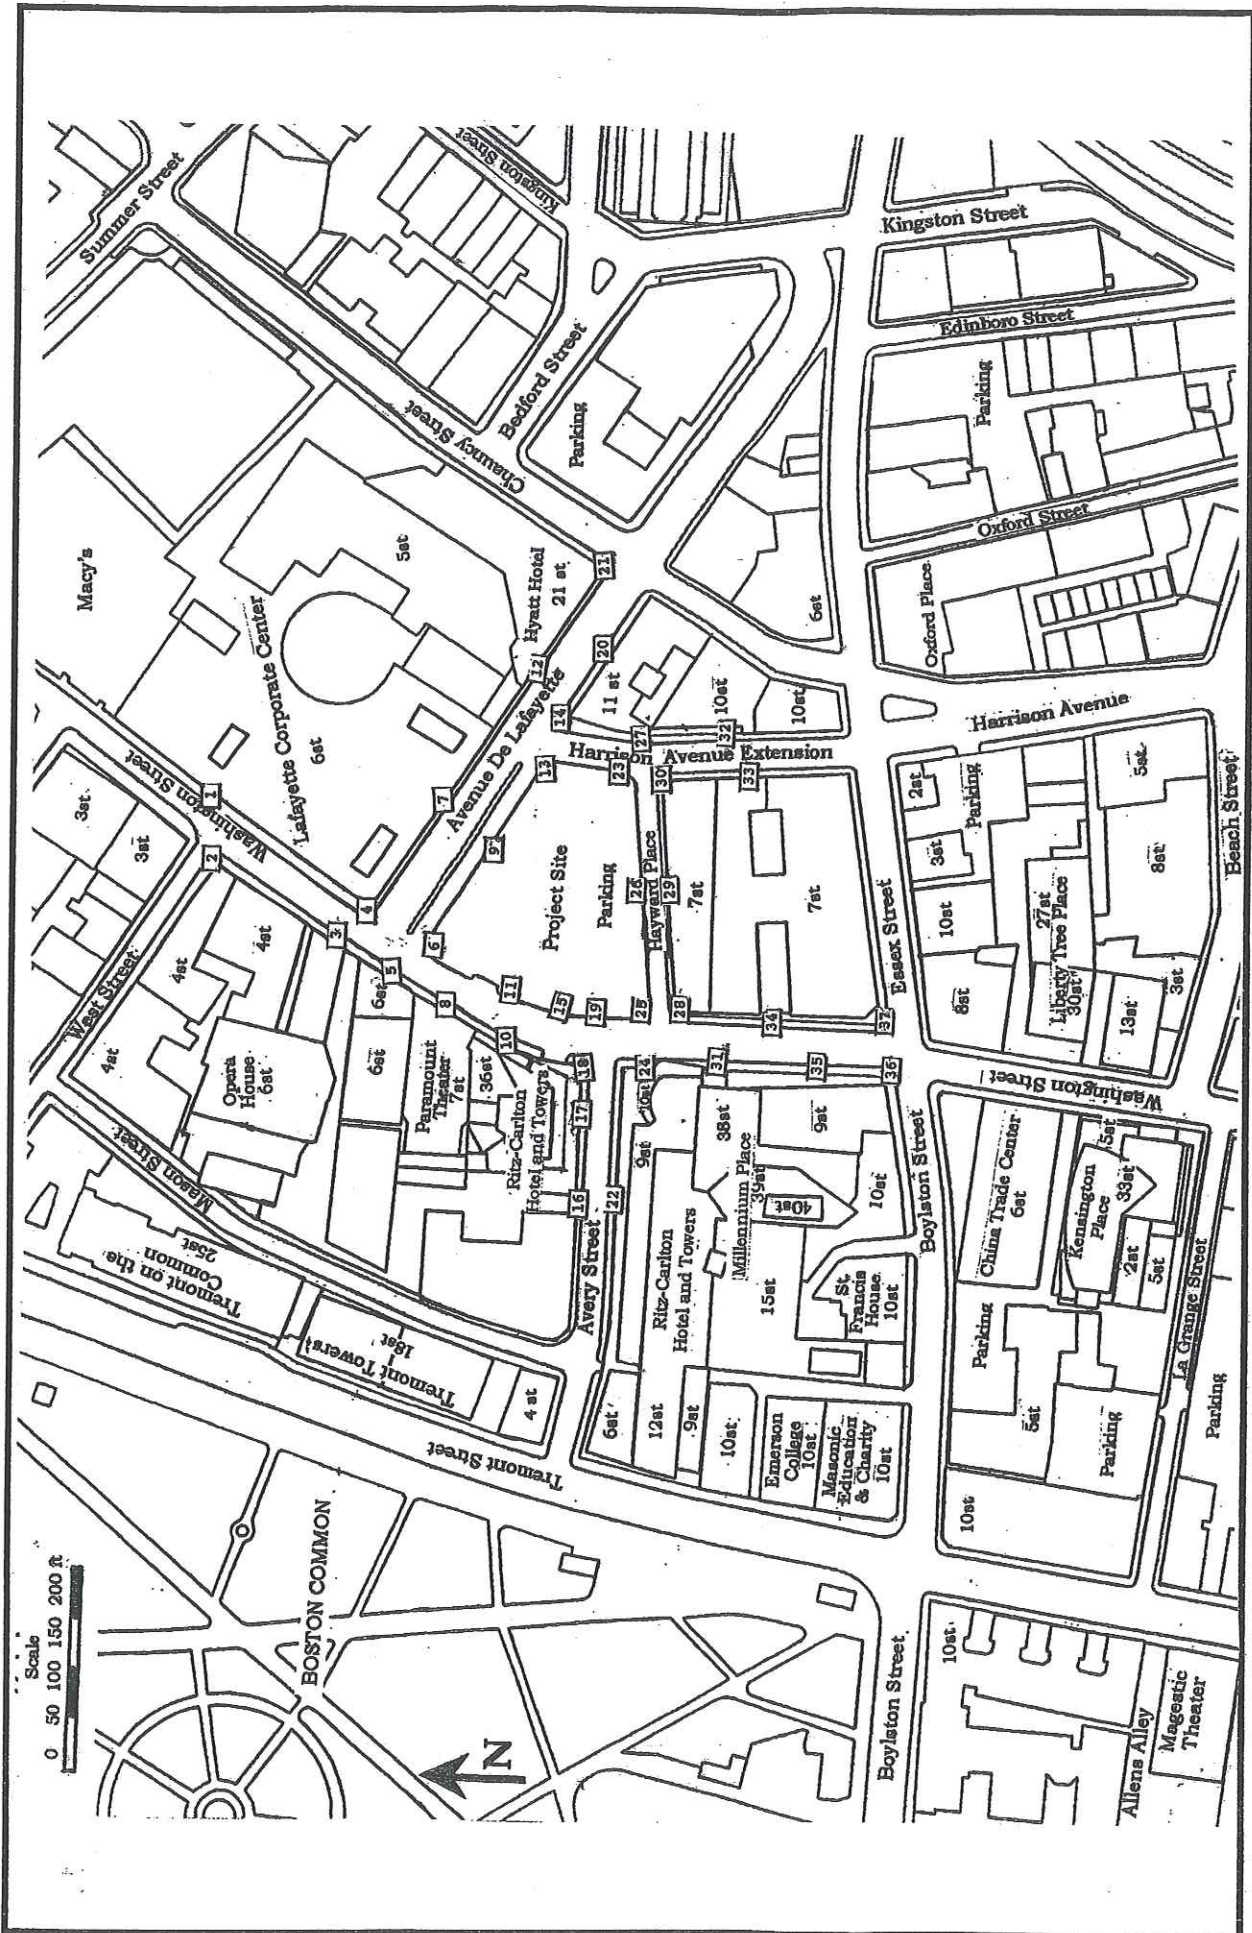 Summer Street
Kingston Street
Kingston Street
Edinboro Street
Bedford Street
Chauncy Street
Parking
Parking
Oxford Street
Oxford Place
Macy's
5st
Hyatt Hotel
21 st
21
12
20
14
11 st
10st
10st
6st
Lafayette Corporate Center
6st
Avenue De Lafayette
Harrison Avenue Extension
27
32
Harrison Avenue
13
23
30
33
Washington Street
1
2
3st
3st
7
9
4
3
5
6
8
10
11
15
19
25
Project Site
Parking
26
Hayward Place
29
7st
7st
28
34
37
Essex Street
2st
Parking
3st
10st
8st
27st
Liberty Tree Place
30st
5st
8st
13st
3st
Beach Street
West Street
4st
4st
4st
Opera
House
6st
6st
6st
Paramount
Theater
7st
36st
Ritz-Carlton
Hotel and Towers
18
17
16
22
24
31
35
36
10st
9st
38st
Millennium Place
39st
40st
9st
10st
15st
Washington Street
Boylston Street
China Trade Center
6st
5st
Kensington
Place
33st
2st
5st
La Grange Street
Mason Street
Tremont on the
Common
25st
Tremont Towers
18st
4 st
Avery Street
Ritz-Carlton
Hotel and Towers
St.
Francis
House
10st
6st
12st
9st
10st
Emerson
College
10st
Masonic
Education
& Charity
10st
Parking
5st
Parking
Parking
10st
Tremont Street
BOSTON COMMON
Scale
0 50 100 150 200 ft
N
Boylston Street
10st
Allens Alley
Magestic
Theater